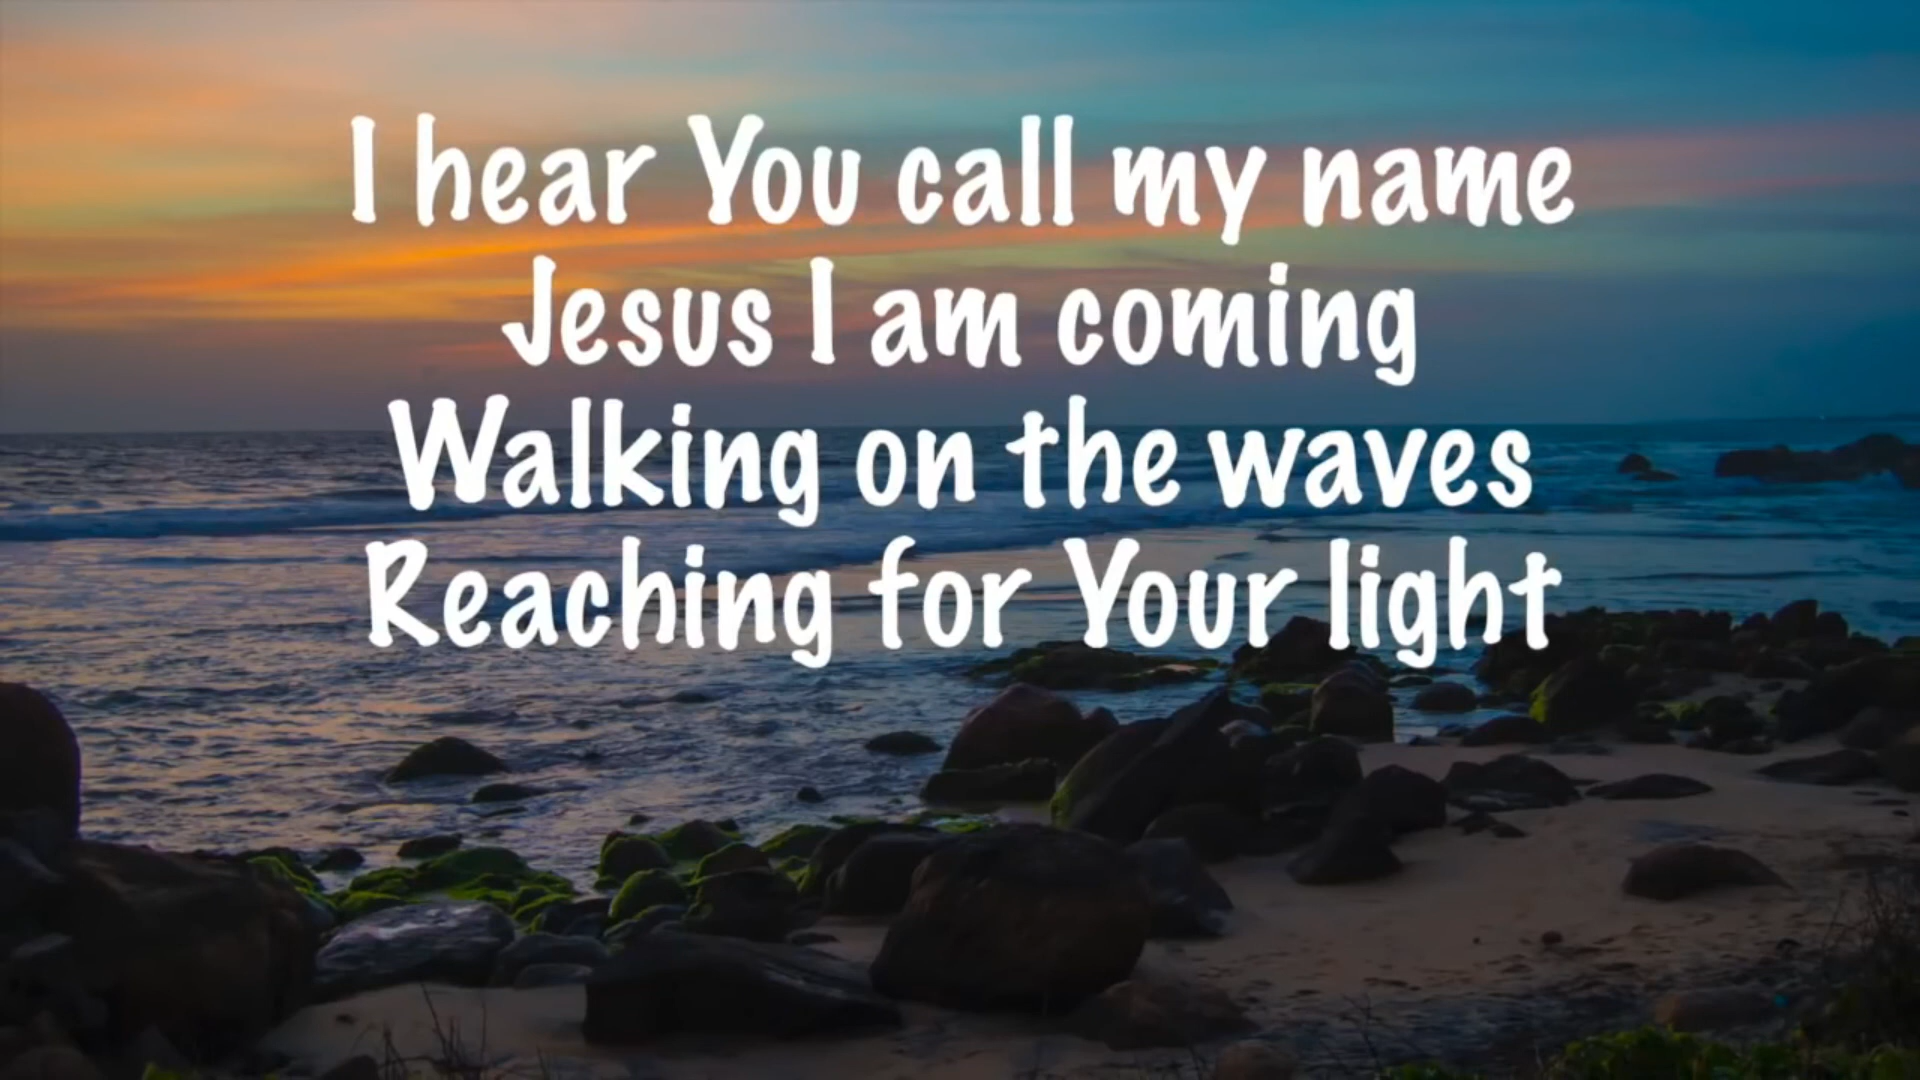 I hear You call my name
Jesus I am coming
Walking on the waves
Reaching for Your light